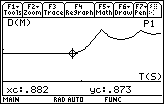 F1▾ F2▾ F3 F4 F5▾ F6▾ F7▾
Tools Zoom Trace ReGraph Math Draw Pen
D(M) P1
T(S)
xc:.882 yc:.873
MAIN RAD AUTO FUNC